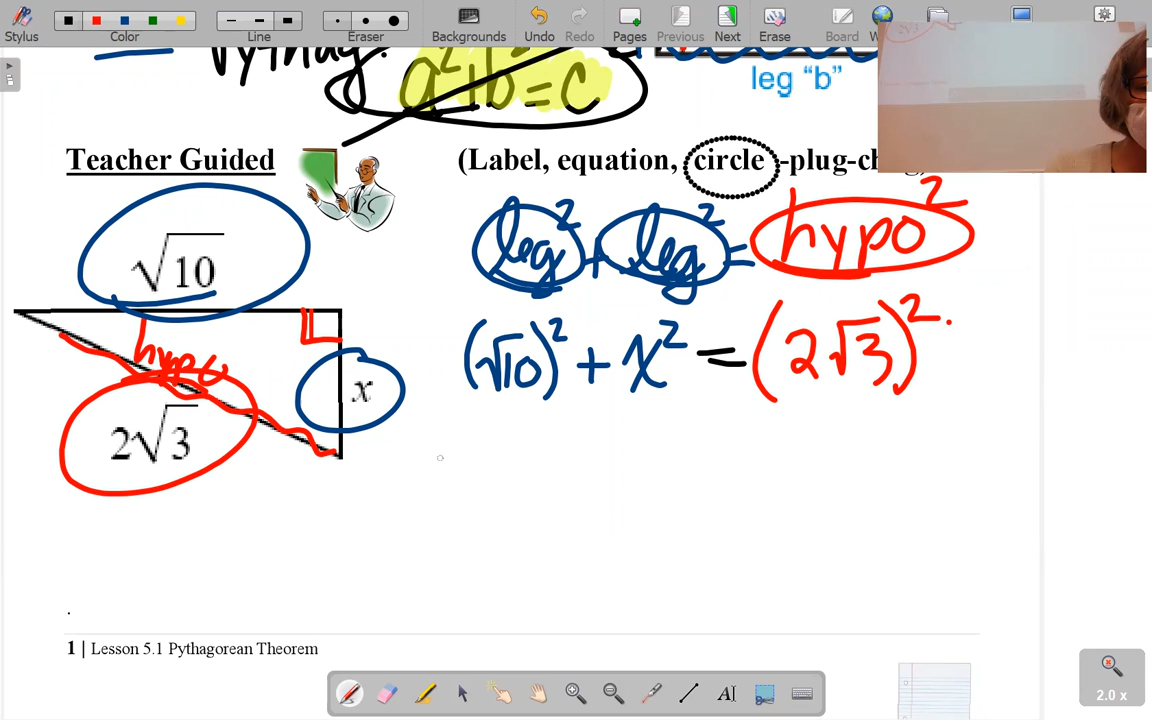 Stylus Color Line Eraser Backgrounds Undo Redo Pages Previous Next Erase Board
Pythag.
a²+b²=c
leg “b”
Teacher Guided
(Label, equation, circle -plug-ch
√10
leg² + leg² = hypo²
hypo
x
2√3
(√10)² + x² = (2√3)².
.
1 | Lesson 5.1 Pythagorean Theorem
A
2.0 x